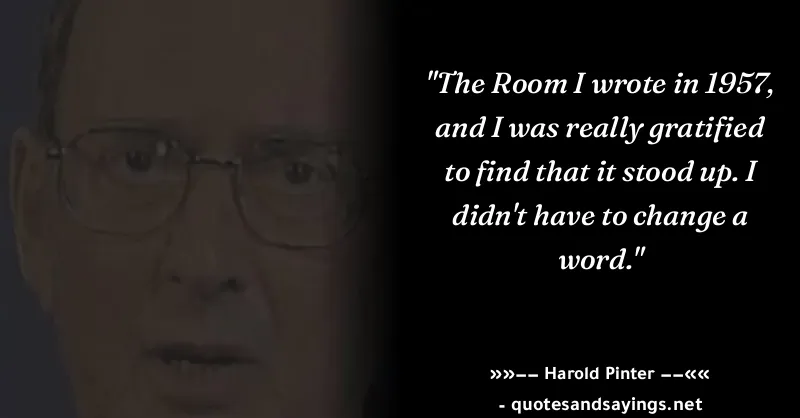 "The Room I wrote in 1957,
and I was really gratified
to find that it stood up. I
didn't have to change a
word."
»»–– Harold Pinter ––««
- quotesandsayings.net